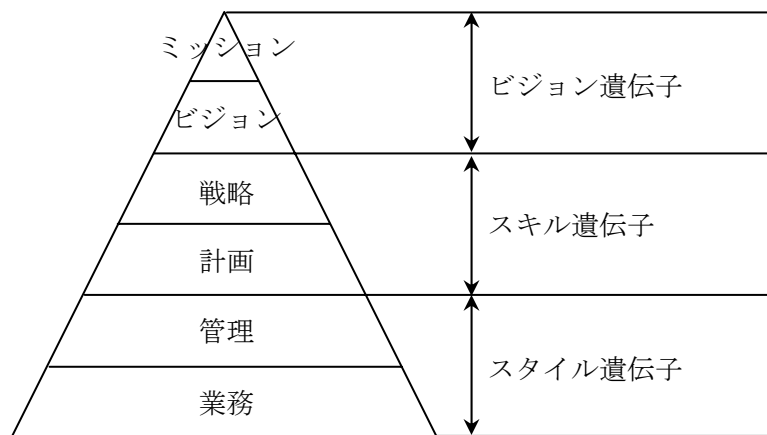 ミッション
ビジョン
ビジョン遺伝子
戦略
スキル遺伝子
計画
管理
スタイル遺伝子
業務